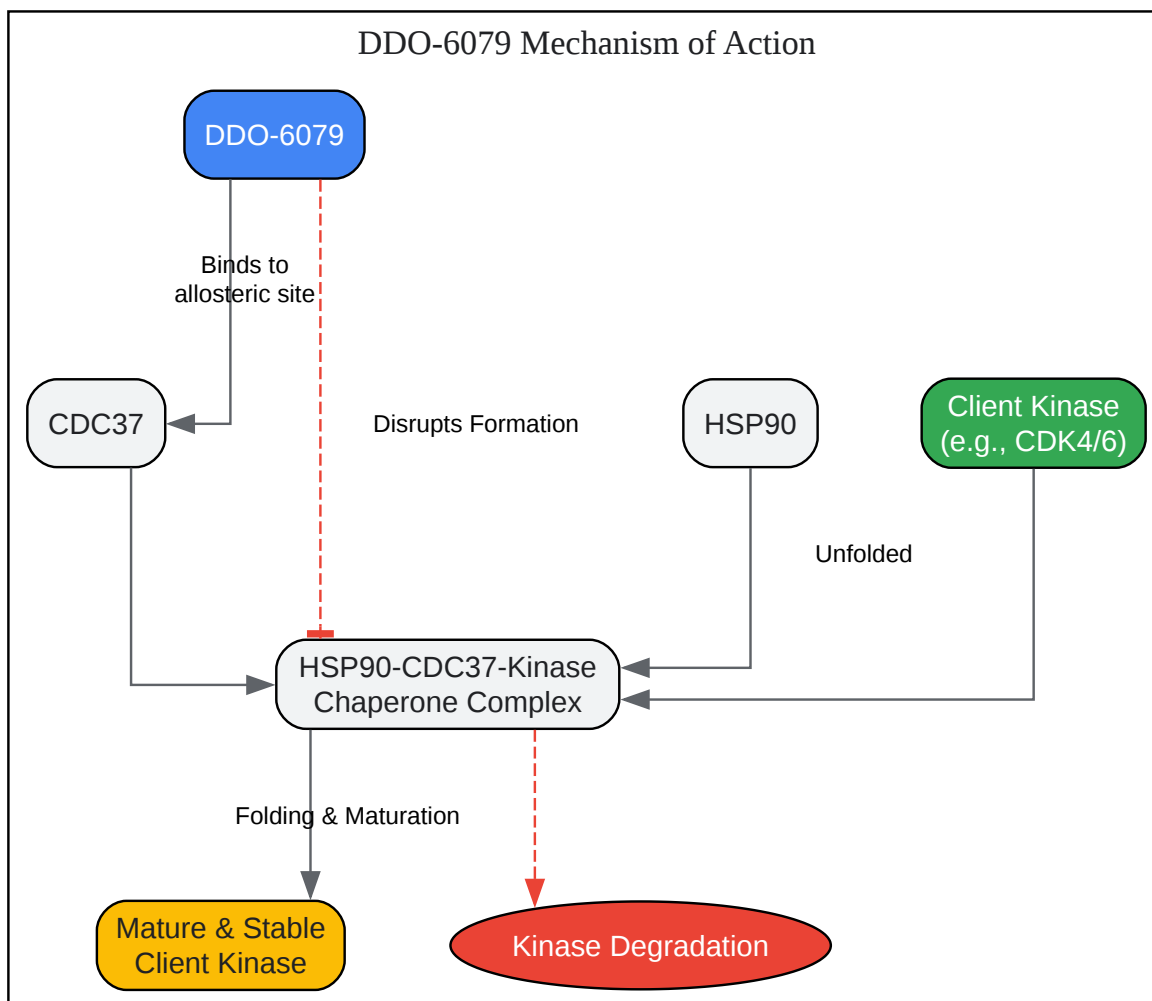 DDO-6079 Mechanism of Action
DDO-6079
Binds to
allosteric site
CDC37
Disrupts Formation
HSP90
Client Kinase
(e.g., CDK4/6)
Unfolded
HSP90-CDC37-Kinase
Chaperone Complex
Folding & Maturation
Mature & Stable
Client Kinase
Kinase Degradation